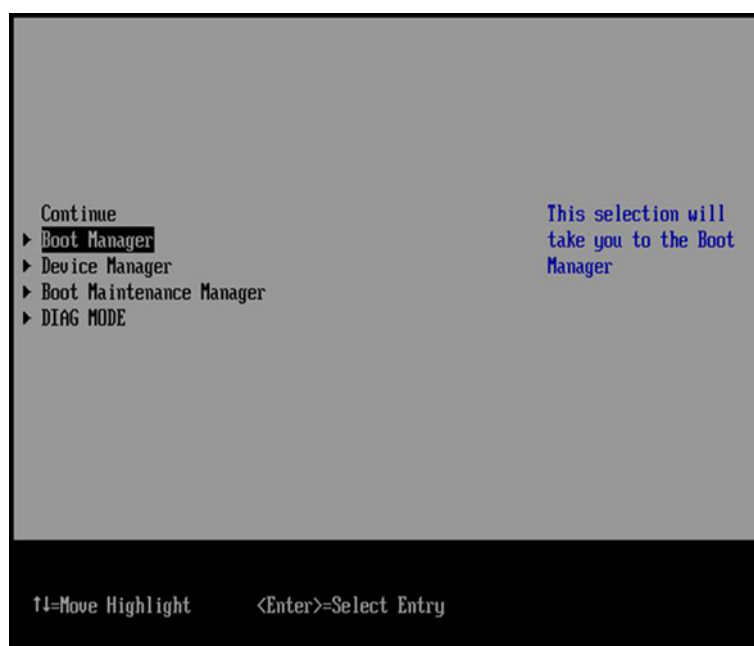 Continue
▶ Boot Manager
▶ Device Manager
▶ Boot Maintenance Manager
▶ DIAG MODE
This selection will
take you to the Boot
Manager
↑↓=Move Highlight
<Enter>=Select Entry